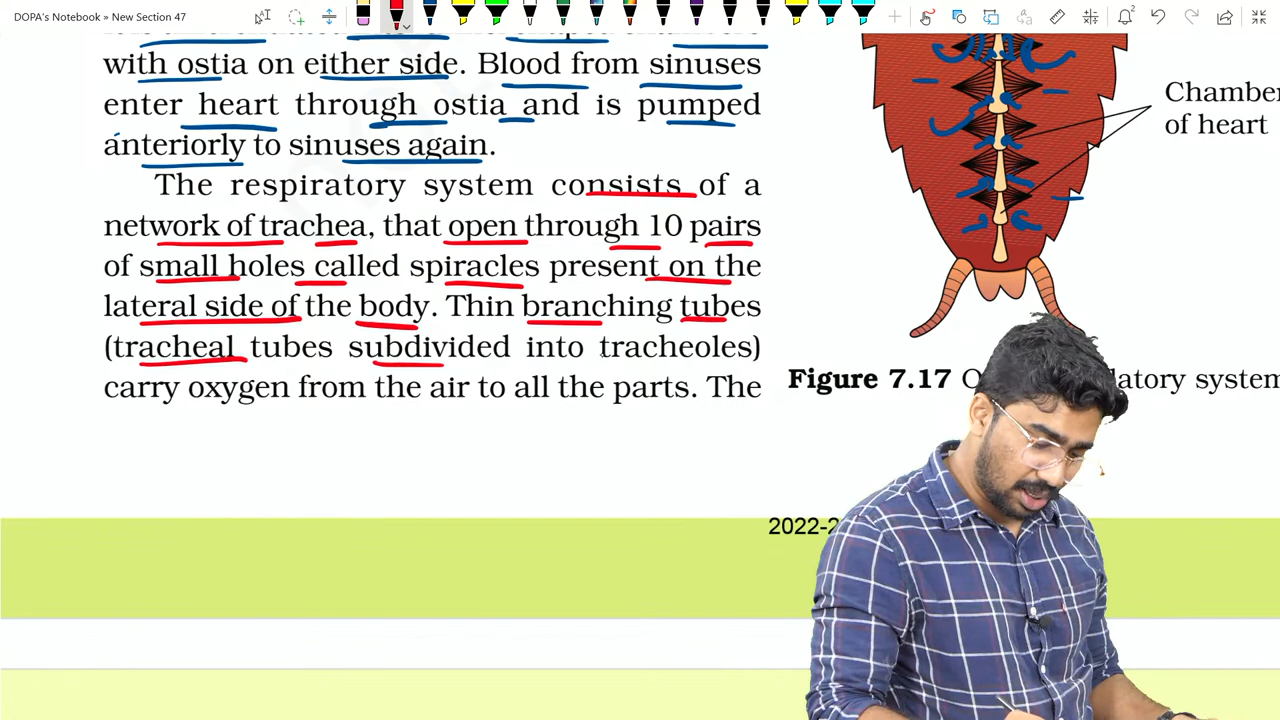 DOPA's Notebook » New Section 47
with ostia on either side. Blood from sinuses
enter heart through ostia and is pumped
anteriorly to sinuses again.
The respiratory system consists of a
network of trachea, that open through 10 pairs
of small holes called spiracles present on the
lateral side of the body. Thin branching tubes
(tracheal tubes subdivided into tracheoles)
carry oxygen from the air to all the parts. The
Chamber
of heart
Figure 7.17
system
2022-2